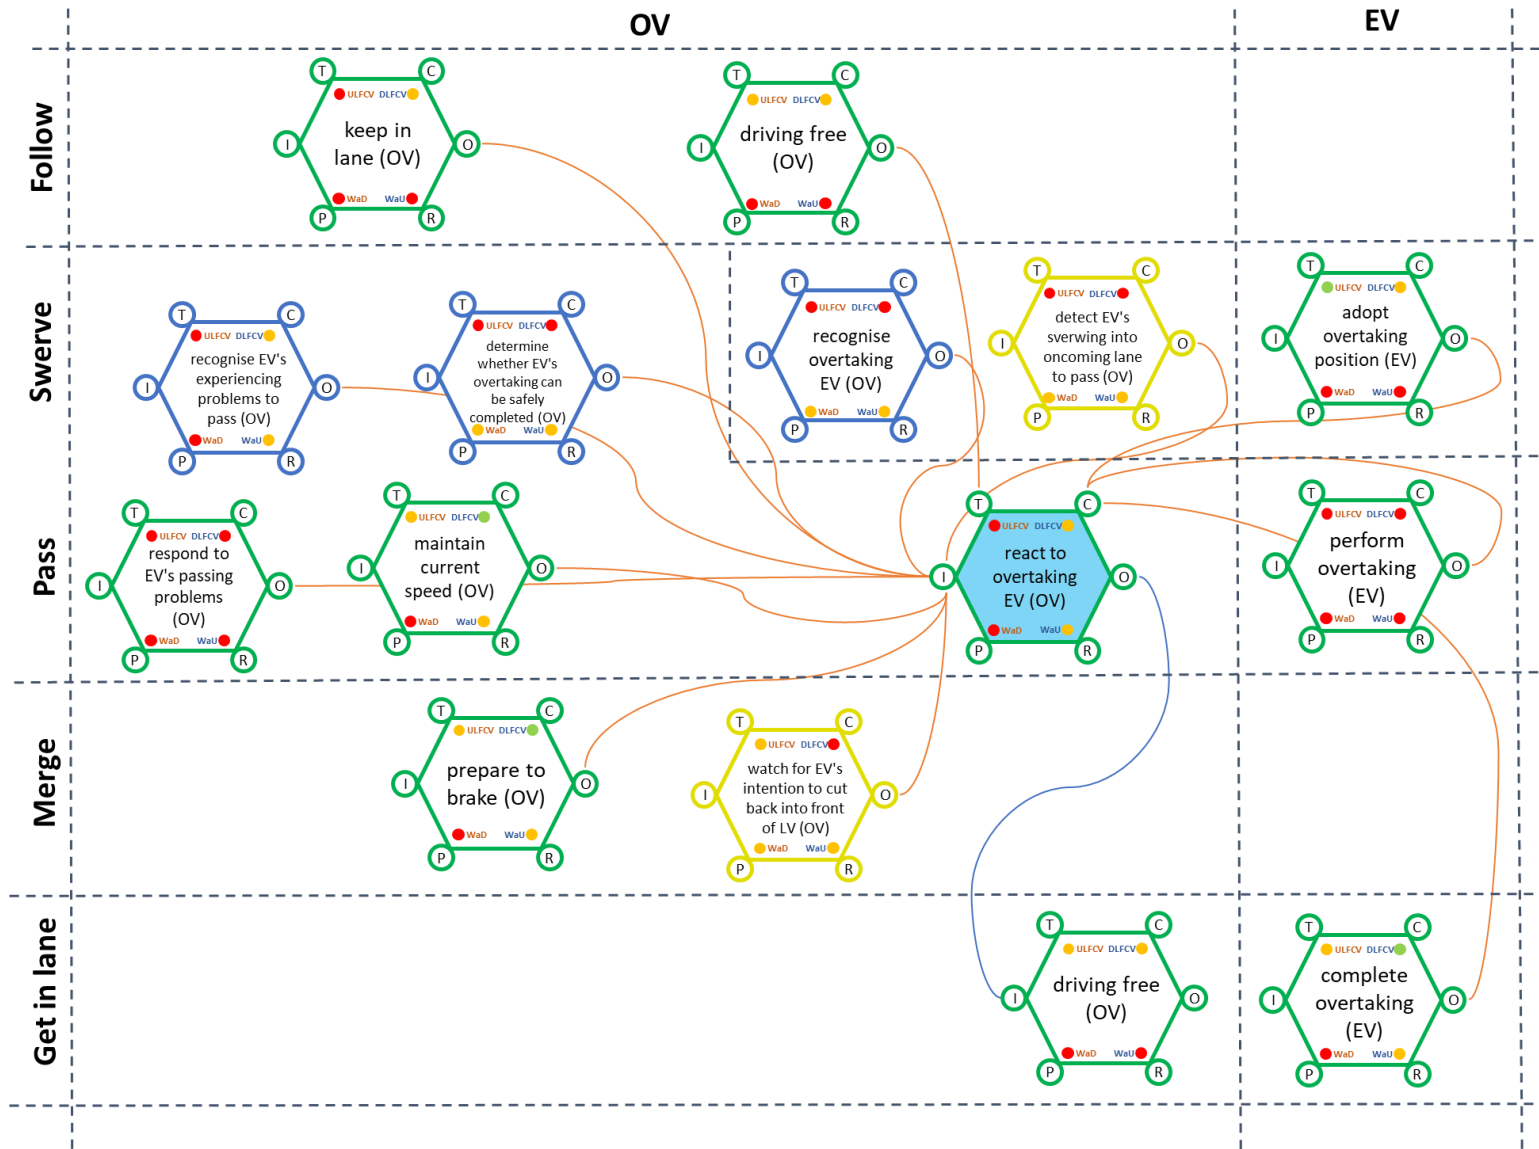 OV
EV
Follow
T
C
ULFCV DLFCV
keep in
lane (OV)
I
O
WaD WaU
P
R
T
C
ULFCV DLFCV
driving free
(OV)
I
O
WaD WaU
P
R
Swerve
T
C
ULFCV DLFCV
recognise EV's
experiencing
problems to
pass (OV)
I
O
WaD WaU
P
R
T
C
ULFCV DLFCV
determine
whether EV's
overtaking can
be safely
completed (OV)
I
O
WaD WaU
P
R
T
C
ULFCV DLFCV
recognise
overtaking
EV (OV)
I
O
WaD WaU
P
R
T
C
ULFCV DLFCV
detect EV's
sverwing into
oncoming lane
to pass (OV)
I
O
WaD WaU
P
R
T
C
ULFCV DLFCV
adopt
overtaking
position (EV)
I
O
WaD WaU
P
R
Pass
T
C
ULFCV DLFCV
respond to
EV's passing
problems
(OV)
I
O
WaD WaU
P
R
T
C
ULFCV DLFCV
maintain
current
speed (OV)
I
O
WaD WaU
P
R
T
C
ULFCV DLFCV
react to
overtaking
EV (OV)
I
O
WaD WaU
P
R
T
C
ULFCV DLFCV
perform
overtaking
(EV)
I
O
WaD WaU
P
R
Merge
T
C
ULFCV DLFCV
prepare to
brake (OV)
I
O
WaD WaU
P
R
T
C
ULFCV DLFCV
watch for EV's
intention to cut
back into front
of LV (OV)
I
O
WaD WaU
P
R
Get in lane
T
C
ULFCV DLFCV
driving free
(OV)
I
O
WaD WaU
P
R
T
C
ULFCV DLFCV
complete
overtaking
(EV)
I
O
WaD WaU
P
R